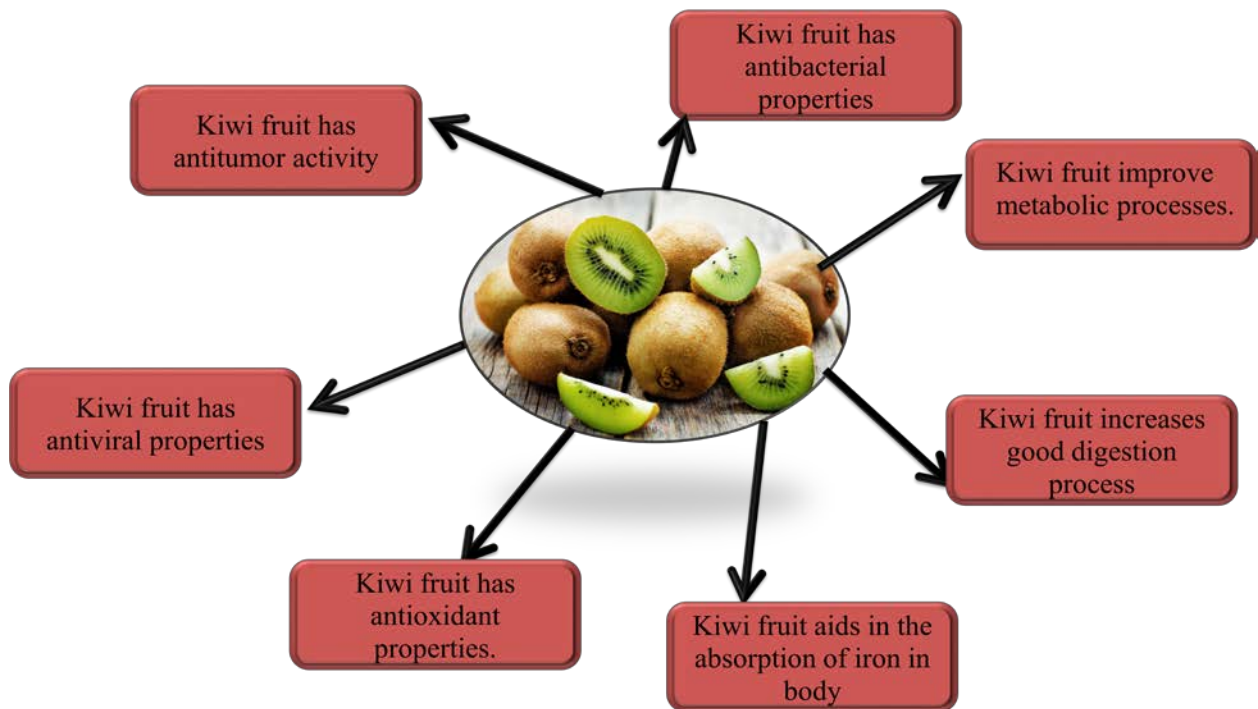 Kiwi fruit has
antibacterial
properties
Kiwi fruit has
antitumor activity
Kiwi fruit improve
metabolic processes.
Kiwi fruit has
antiviral properties
Kiwi fruit increases
good digestion
process
Kiwi fruit has
antioxidant
properties.
Kiwi fruit aids in the
absorption of iron in
body